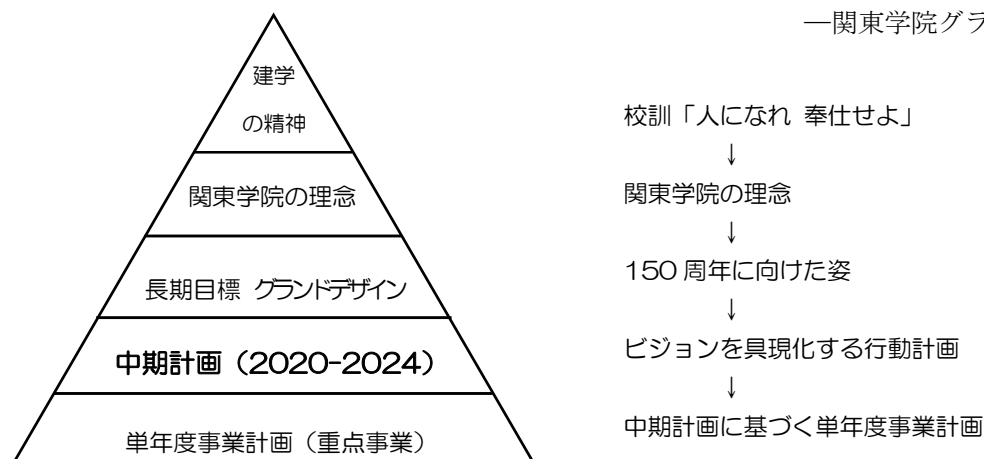 ―関東学院グラ
建学
の精神
関東学院の理念
長期目標 グランドデザイン
中期計画（2020-2024）
単年度事業計画（重点事業）
校訓「人になれ 奉仕せよ」
↓
関東学院の理念
↓
150 周年に向けた姿
↓
ビジョンを具現化する行動計画
↓
中期計画に基づく単年度事業計画